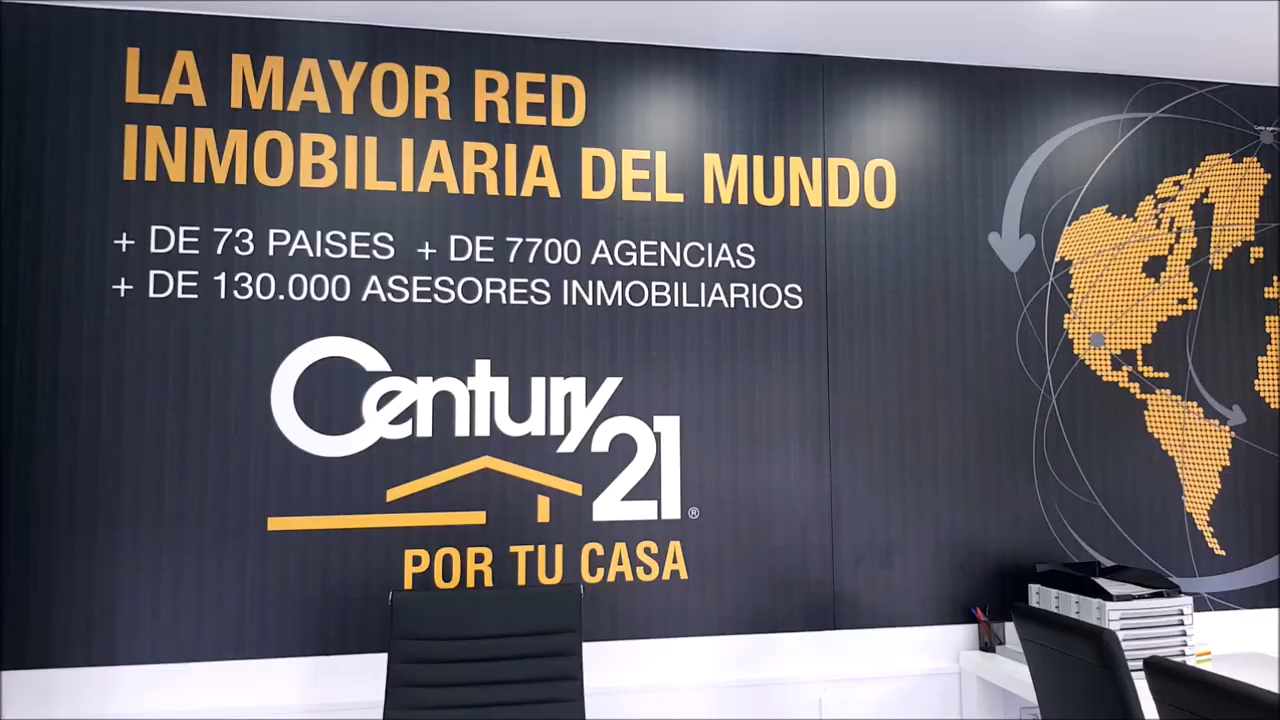 LA MAYOR RED
INMOBILIARIA DEL MUNDO
+ DE 73 PAISES + DE 7700 AGENCIAS
+ DE 130.000 ASESORES INMOBILIARIOS
Century 21®
POR TU CASA